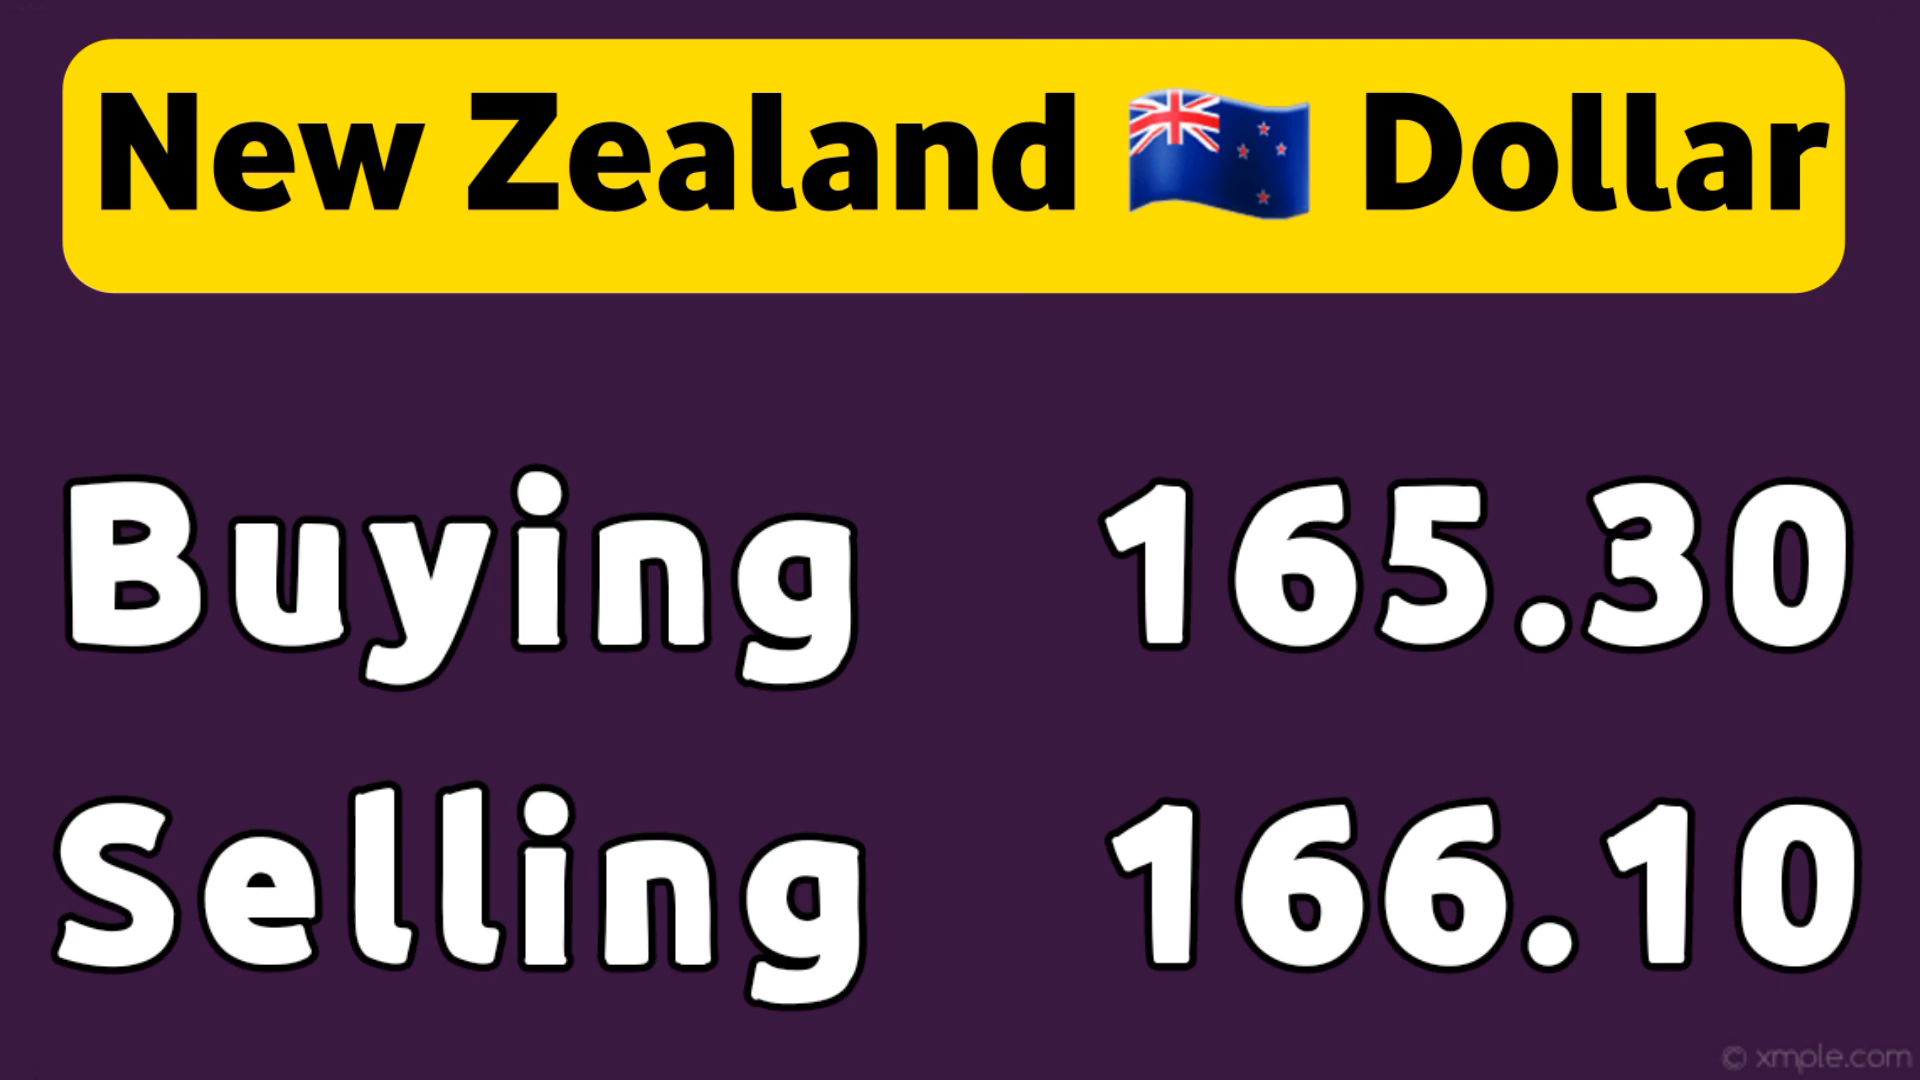 New Zealand 🇳🇿 Dollar
Buying 165.30
Selling 166.10
© xmple.com